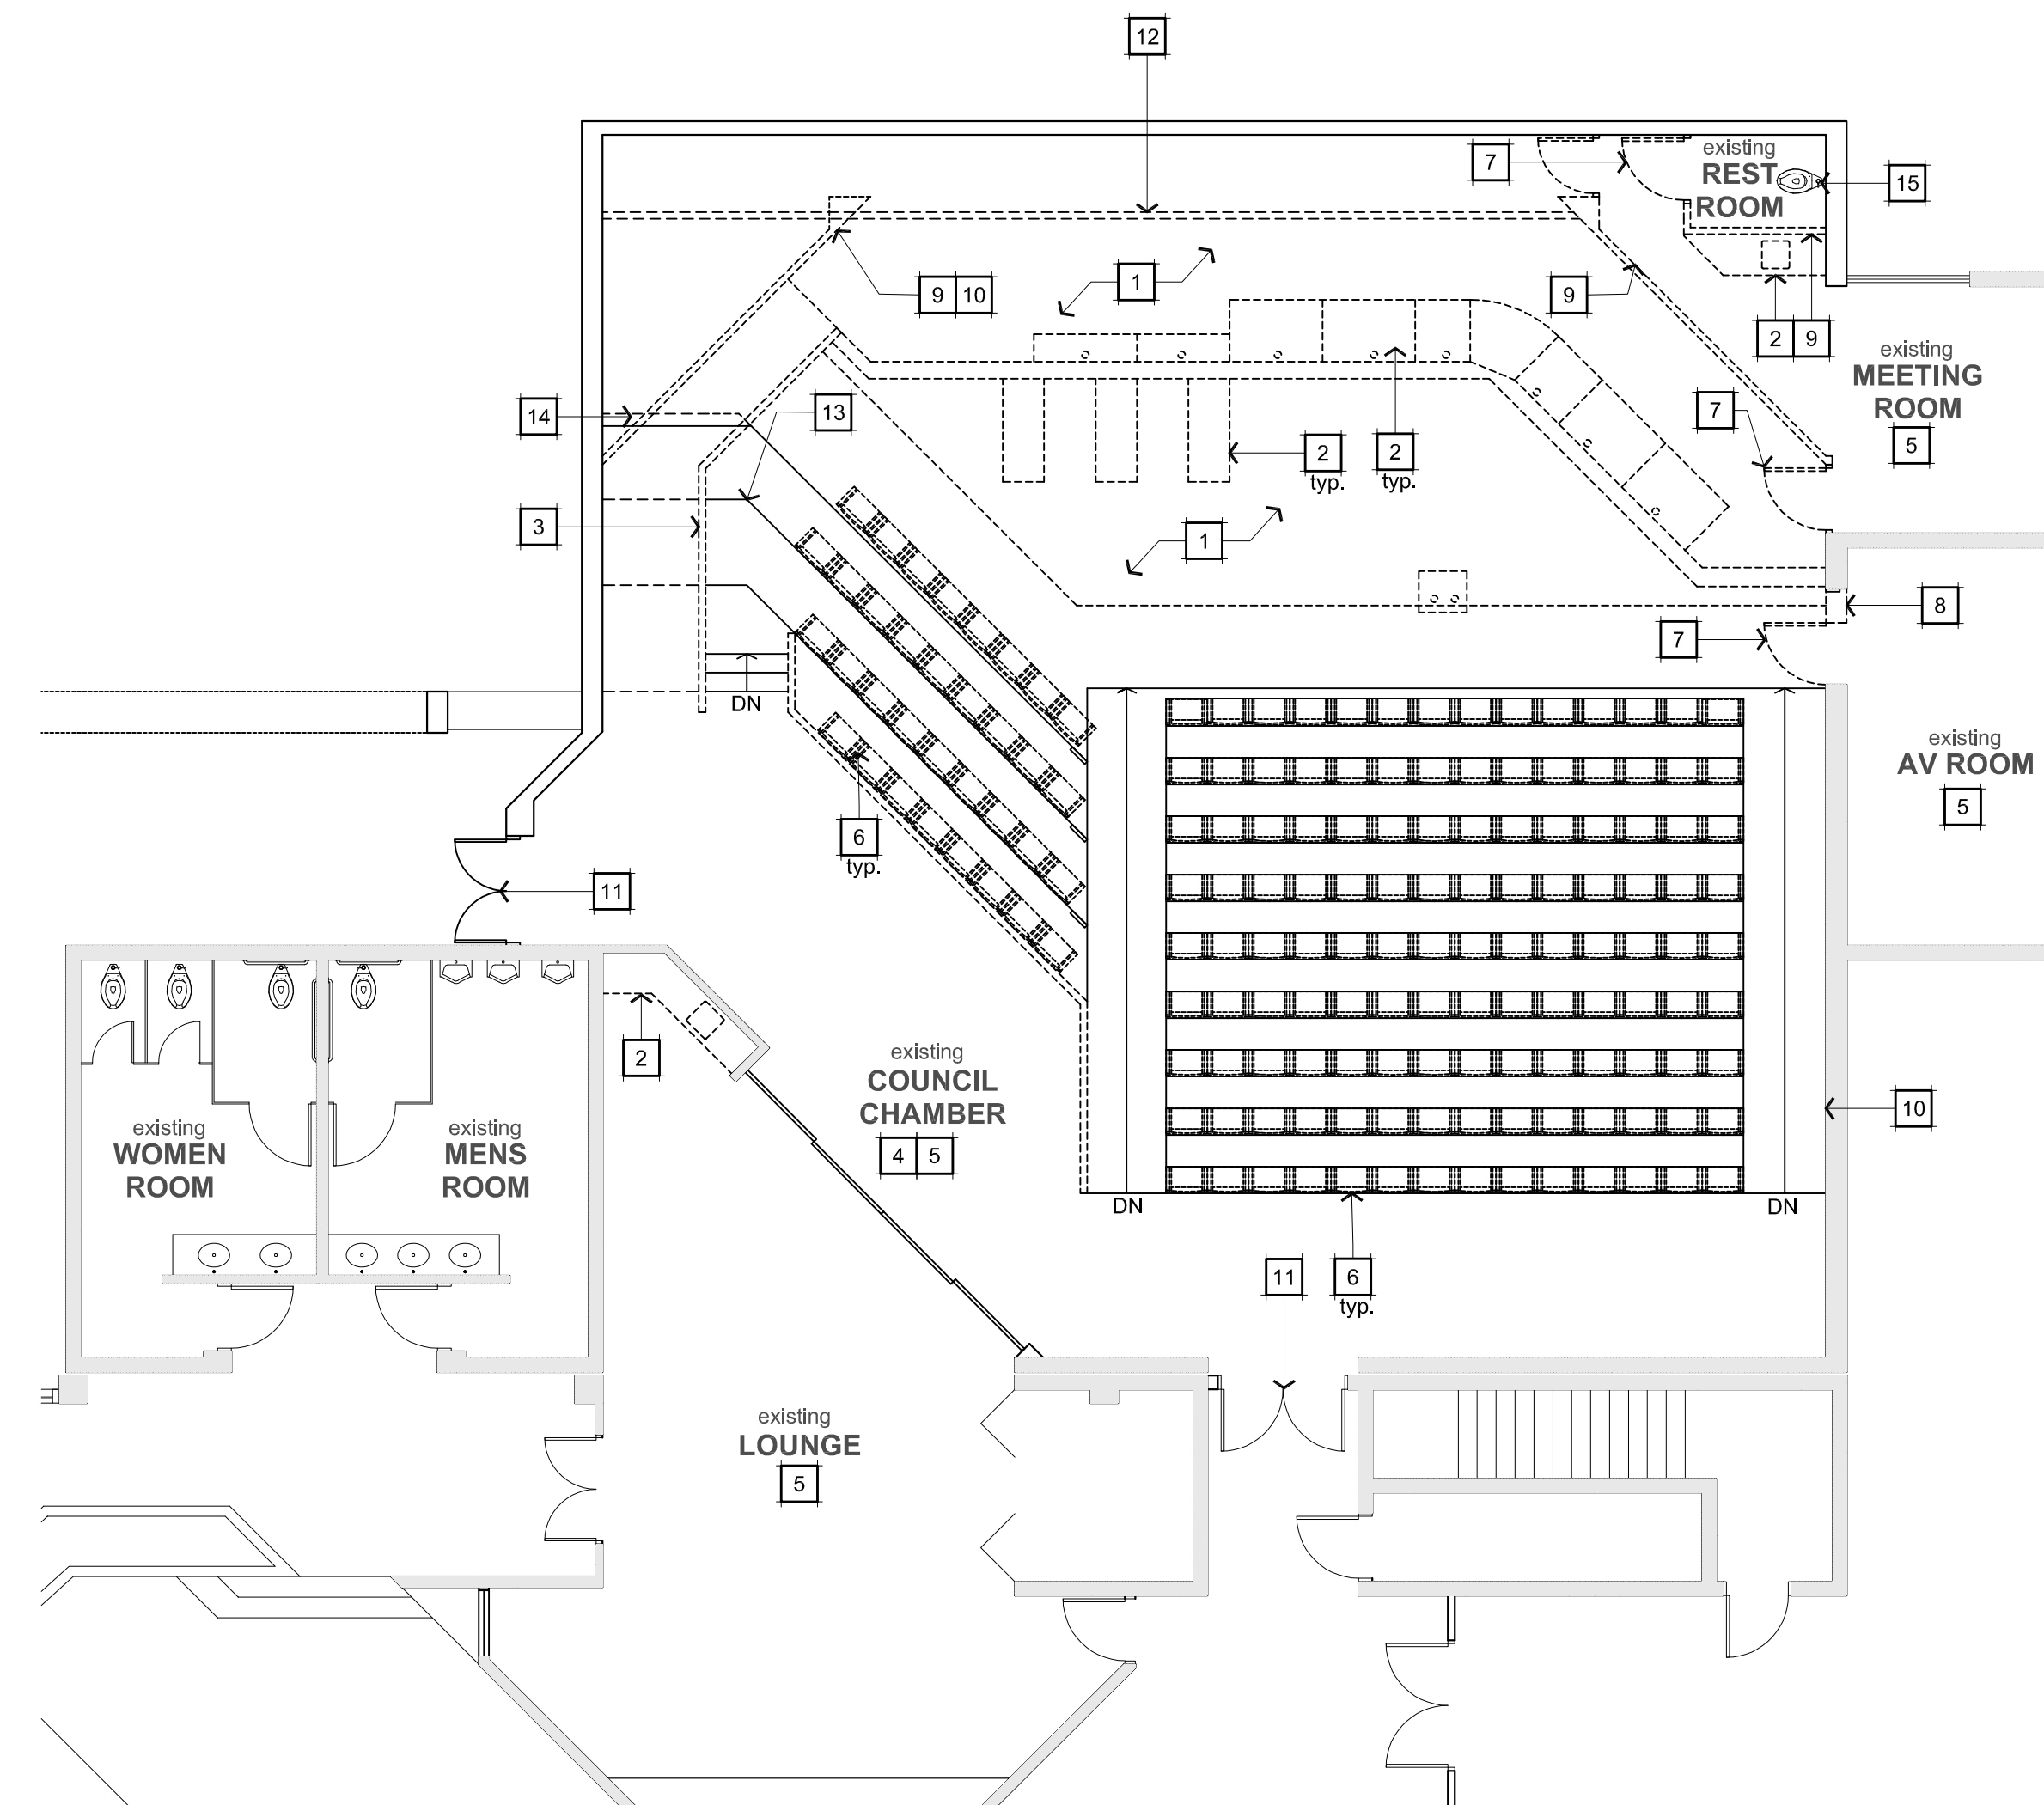 12
7
existing
REST
ROOM
15
9 10
1
9
2 9
existing
MEETING
ROOM
5
14
13
7
2
typ.
2
typ.
3
1
8
7
DN
existing
AV ROOM
5
6
typ.
11
2
existing
COUNCIL
CHAMBER
4 5
10
existing
WOMEN
ROOM
existing
MENS
ROOM
DN
DN
11
6
typ.
existing
LOUNGE
5